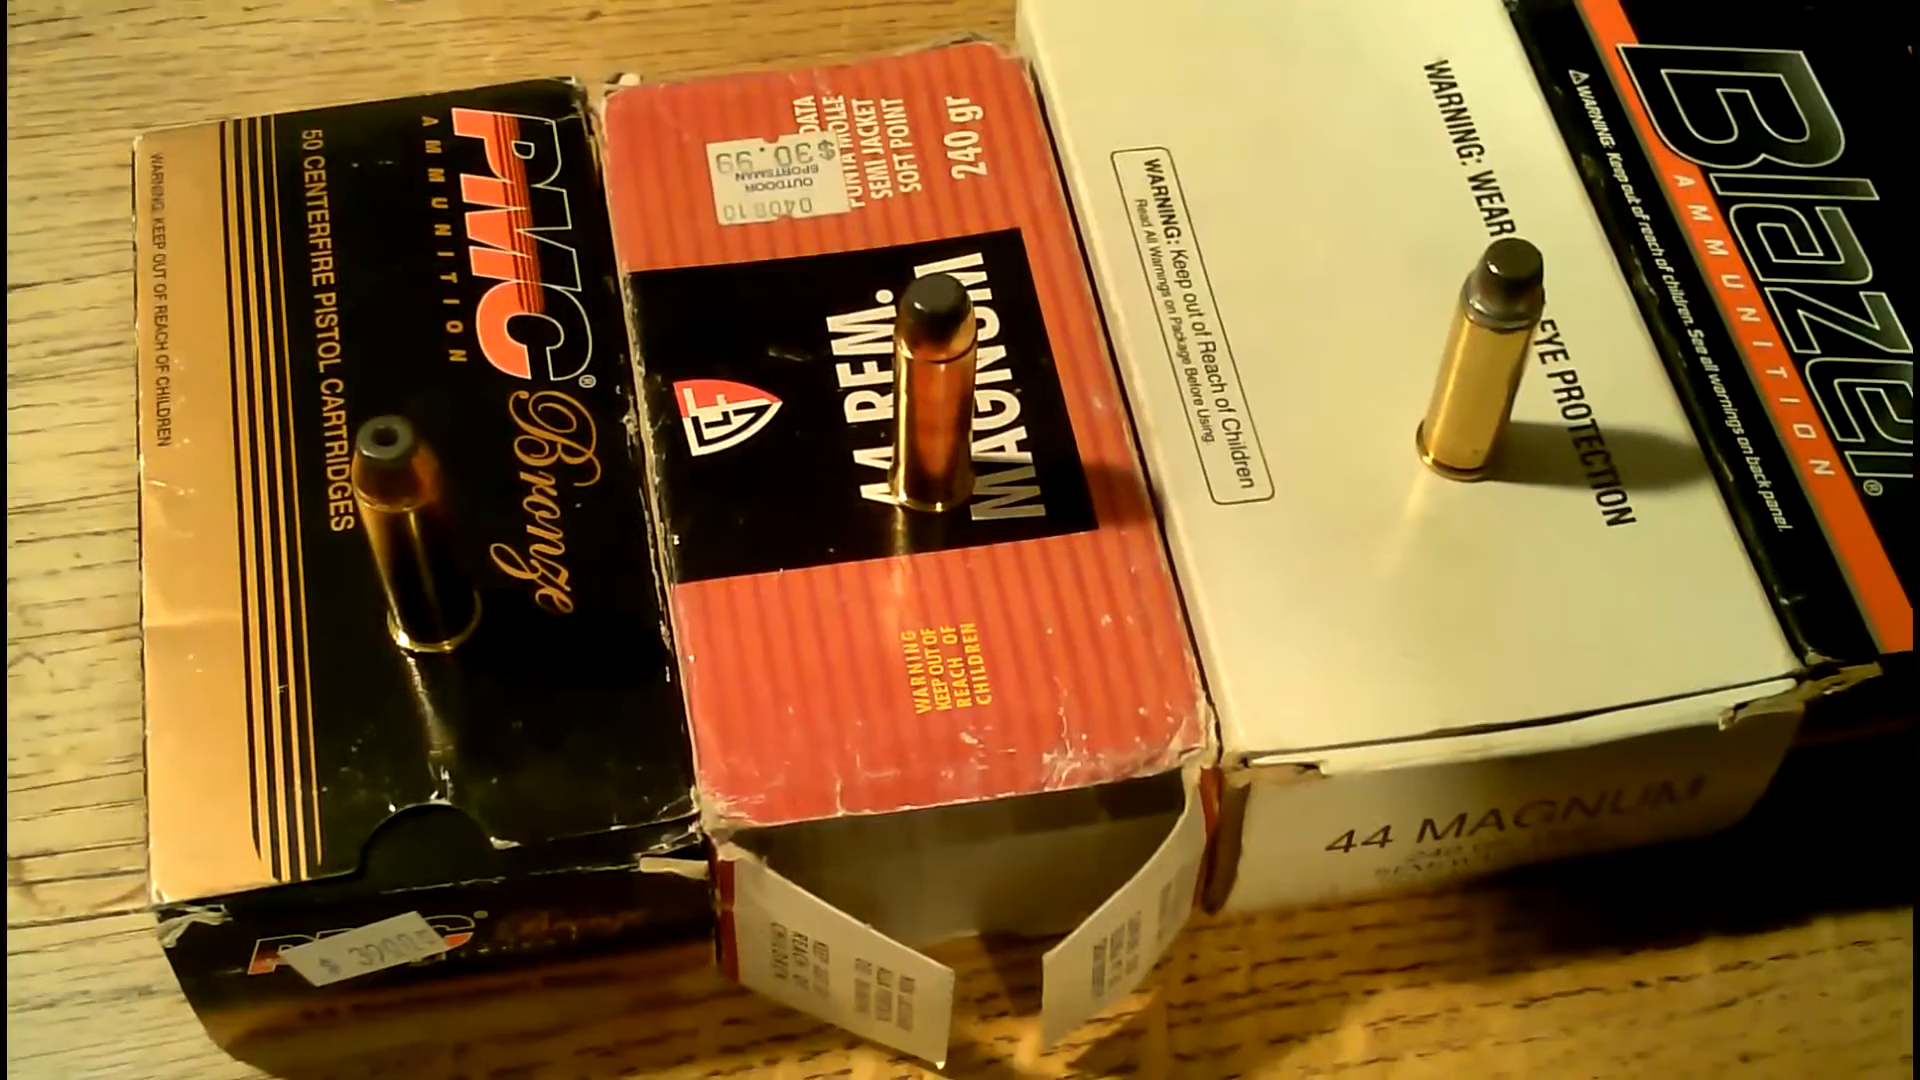 WARNING: KEEP OUT OF REACH OF CHILDREN
50 CENTERFIRE PISTOL CARTRIDGES
PMC®
AMMUNITION
Bronze
$ 30.99
OUTDOOR
SPORTSMAN
040810
DATA
PUNTA MOLLE
SEMI JACKET
SOFT POINT
240 gr
44 REM.
MAGNUM
WARNING
KEEP OUT OF
REACH OF
CHILDREN
WARNING: Keep out of Reach of Children
Read All Warnings on Package Before Using.
WARNING: WEAR EYE PROTECTION
44 MAGNUM
Blazer®
AMMUNITION
WARNING: Keep out of reach of children. See all warnings on back panel.